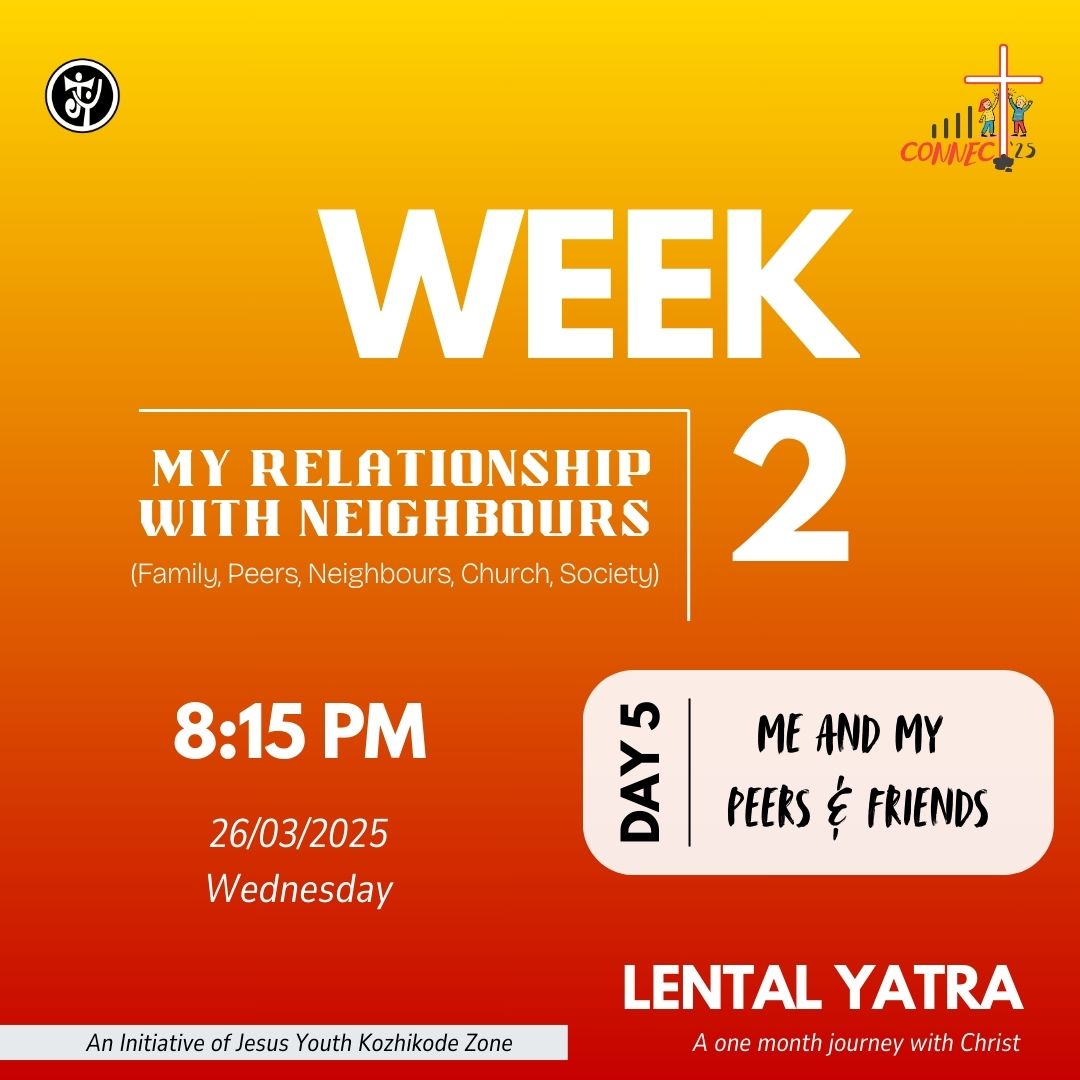 CONNECT '25
WEEK
2
MY RELATIONSHIP
WITH NEIGHBOURS
(Family, Peers, Neighbours, Church, Society)
8:15 PM
26/03/2025
Wednesday
DAY 5
ME AND MY
PEERS & FRIENDS
LENTAL YATRA
A one month journey with Christ
An Initiative of Jesus Youth Kozhikode Zone